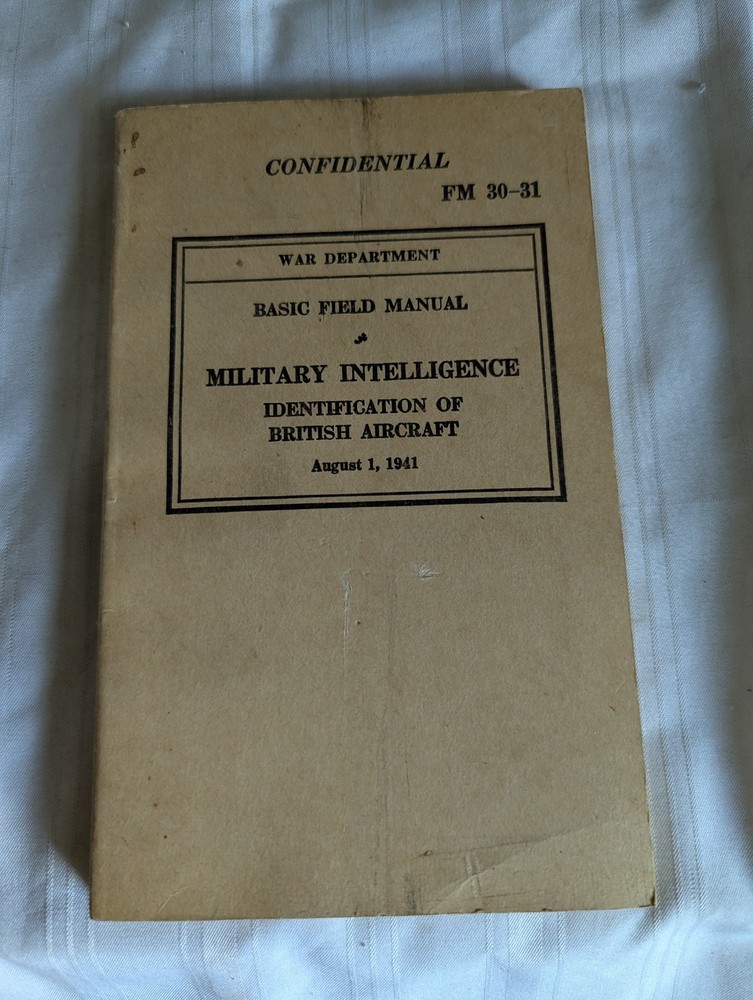 CONFIDENTIAL
FM 30-31
WAR DEPARTMENT
BASIC FIELD MANUAL
MILITARY INTELLIGENCE
IDENTIFICATION OF
BRITISH AIRCRAFT
August 1, 1941